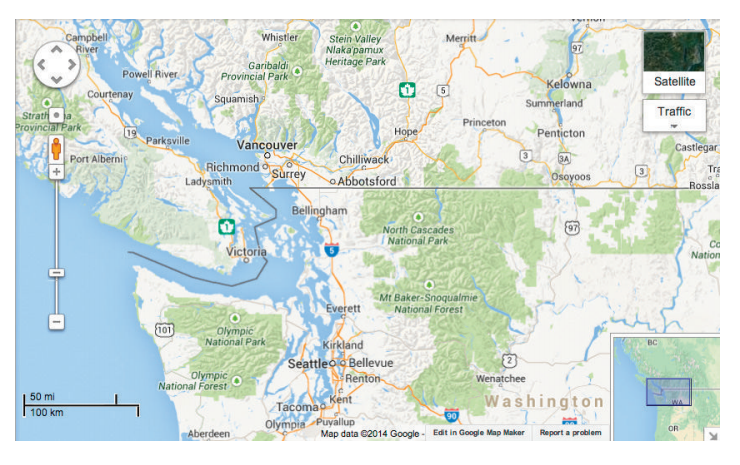 Campbell
River
Whistler
Stein Valley
Nlaka'pamux
Heritage Park
Merritt
Vernon
97
Satellite
Powell River
Garibaldi
Provincial Park
1
5
Kelowna
Courtenay
Squamish
Summerland
Traffic
Strathcona
Provincial Park
19
Parksville
Vancouver
Hope
Princeton
Penticton
Castlegar
Port Alberni
Richmond
Surrey
Chilliwack
3
3A
3
Ladysmith
Abbotsford
Osoyoos
Rossla
Bellingham
1
Victoria
5
North Cascades
National Park
97
Mt Baker-Snoqualmie
National Forest
Everett
101
Olympic
National Park
Kirkland
BC
Seattle
Bellevue
2
Olympic
National Forest
Renton
Wenatchee
WA
50 mi
100 km
Kent
Tacoma
Washington
90
OR
Aberdeen
Olympia
Puyallup
Map data ©2014 Google -
Edit in Google Map Maker
Report a problem